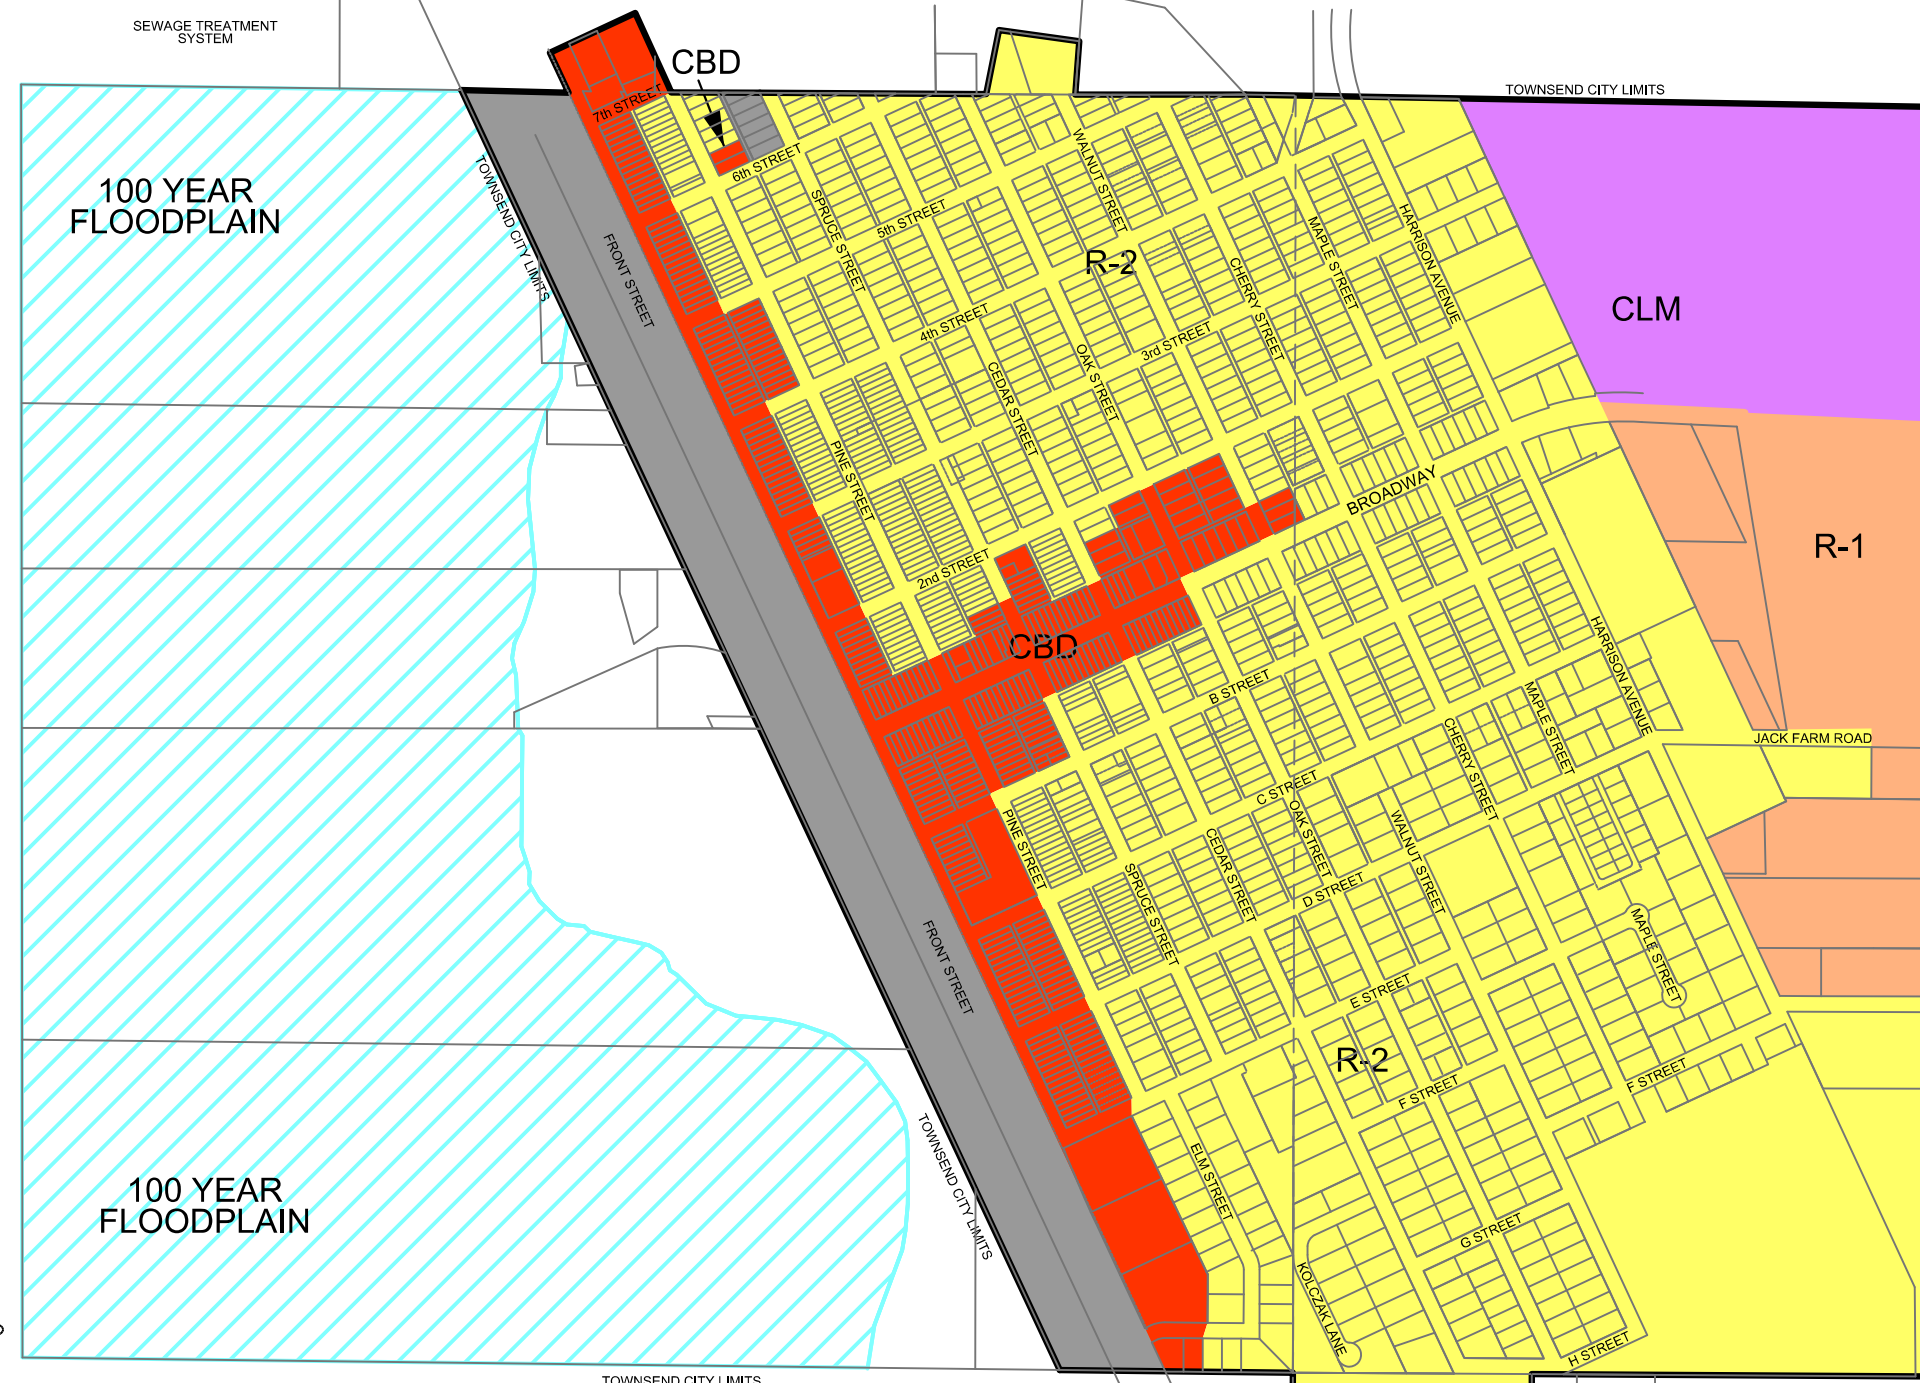 SEWAGE TREATMENT
SYSTEM
CBD
TOWNSEND CITY LIMITS
7th STREET
6th STREET
100 YEAR
FLOODPLAIN
TOWNSEND CITY LIMITS
FRONT STREET
SPRUCE STREET
5th STREET
WALNUT STREET
R-2
CHERRY STREET
MAPLE STREET
HARRISON AVENUE
CLM
4th STREET
3rd STREET
CEDAR STREET
OAK STREET
PINE STREET
BROADWAY
R-1
2nd STREET
CBD
B STREET
HARRISON AVENUE
MAPLE STREET
CHERRY STREET
JACK FARM ROAD
C STREET
PINE STREET
OAK STREET
WALNUT STREET
CEDAR STREET
SPRUCE STREET
D STREET
MAPLE STREET
FRONT STREET
E STREET
R-2
F STREET
F STREET
TOWNSEND CITY LIMITS
ELM STREET
100 YEAR
FLOODPLAIN
G STREET
KOLCZAK LANE
H STREET
TOWNSEND CITY LIMITS